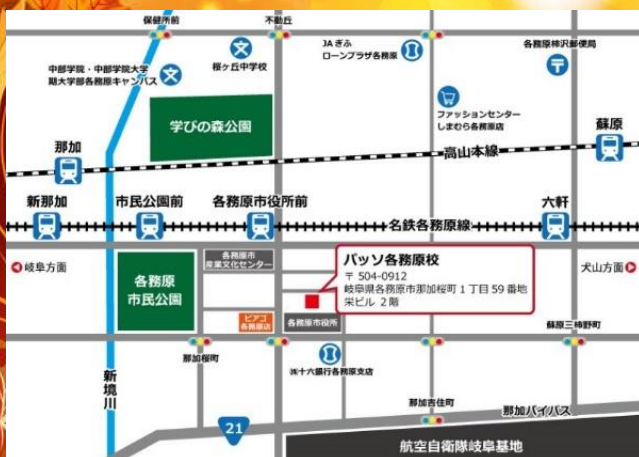 保健所前
不動丘
JA ぎふ
ローンプラザ各務原
各務原柿沢郵便局
中部学院・中部学院大学
期大学部各務原キャンパス
桜ヶ丘中学校
学びの森公園
ファッションセンター
しまむら各務原店
那加
高山本線
蘇原
新那加
市民公園前
各務原市役所前
名鉄各務原線
六軒
岐阜方面
各務原市
産業文化センター
パッソ各務原校
〒 504-0912
岐阜県各務原市那加桜町 1 丁目 59 番地
栄ビル 2 階
犬山方面
各務原
市民公園
ピアゴ
各務原店
各務原市役所
蘇原三柿野町
那加桜町
㈱十六銀行各務原支店
新境川
那加吉住町
那加バイパス
21
航空自衛隊岐阜基地